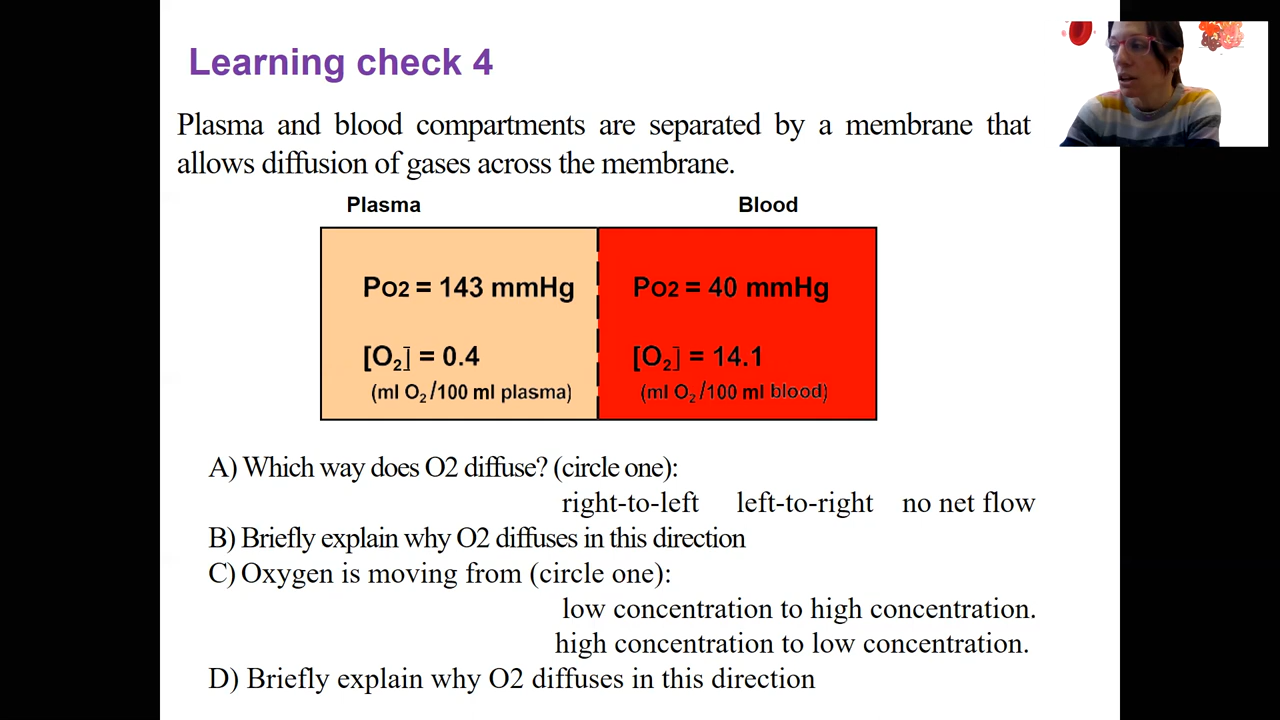 Learning check 4
Plasma and blood compartments are separated by a membrane that
allows diffusion of gases across the membrane.
Plasma Blood
PO2 = 143 mmHg PO2 = 40 mmHg
[O₂] = 0.4 [O₂] = 14.1
(ml O₂/100 ml plasma) (ml O₂/100 ml blood)
A) Which way does O2 diffuse? (circle one):
right-to-left left-to-right no net flow
B) Briefly explain why O2 diffuses in this direction
C) Oxygen is moving from (circle one):
low concentration to high concentration.
high concentration to low concentration.
D) Briefly explain why O2 diffuses in this direction